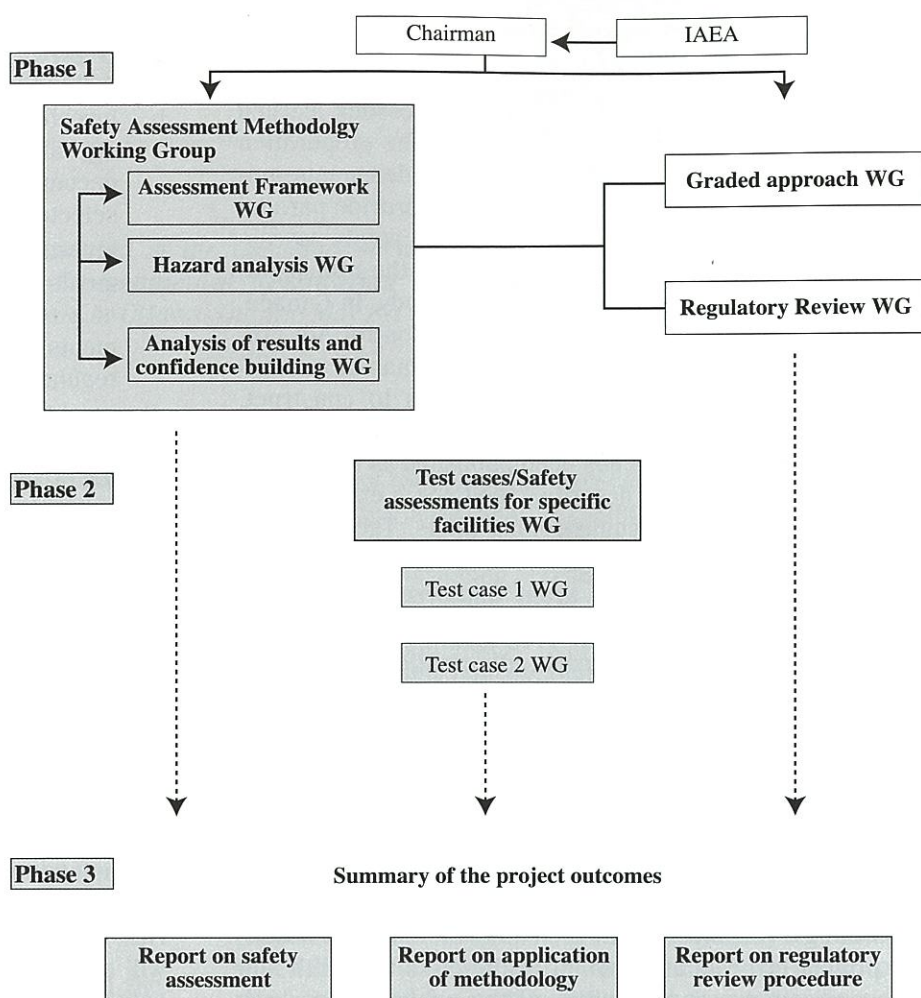 Chairman
IAEA
Phase 1
Safety Assessment Methodolgy
Working Group
Assessment Framework
WG
Hazard analysis WG
Analysis of results and
confidence building WG
Graded approach WG
Regulatory Review WG
Phase 2
Test cases/Safety
assessments for specific
facilities WG
Test case 1 WG
Test case 2 WG
Phase 3
Summary of the project outcomes
Report on safety
assessment
Report on application
of methodology
Report on regulatory
review procedure